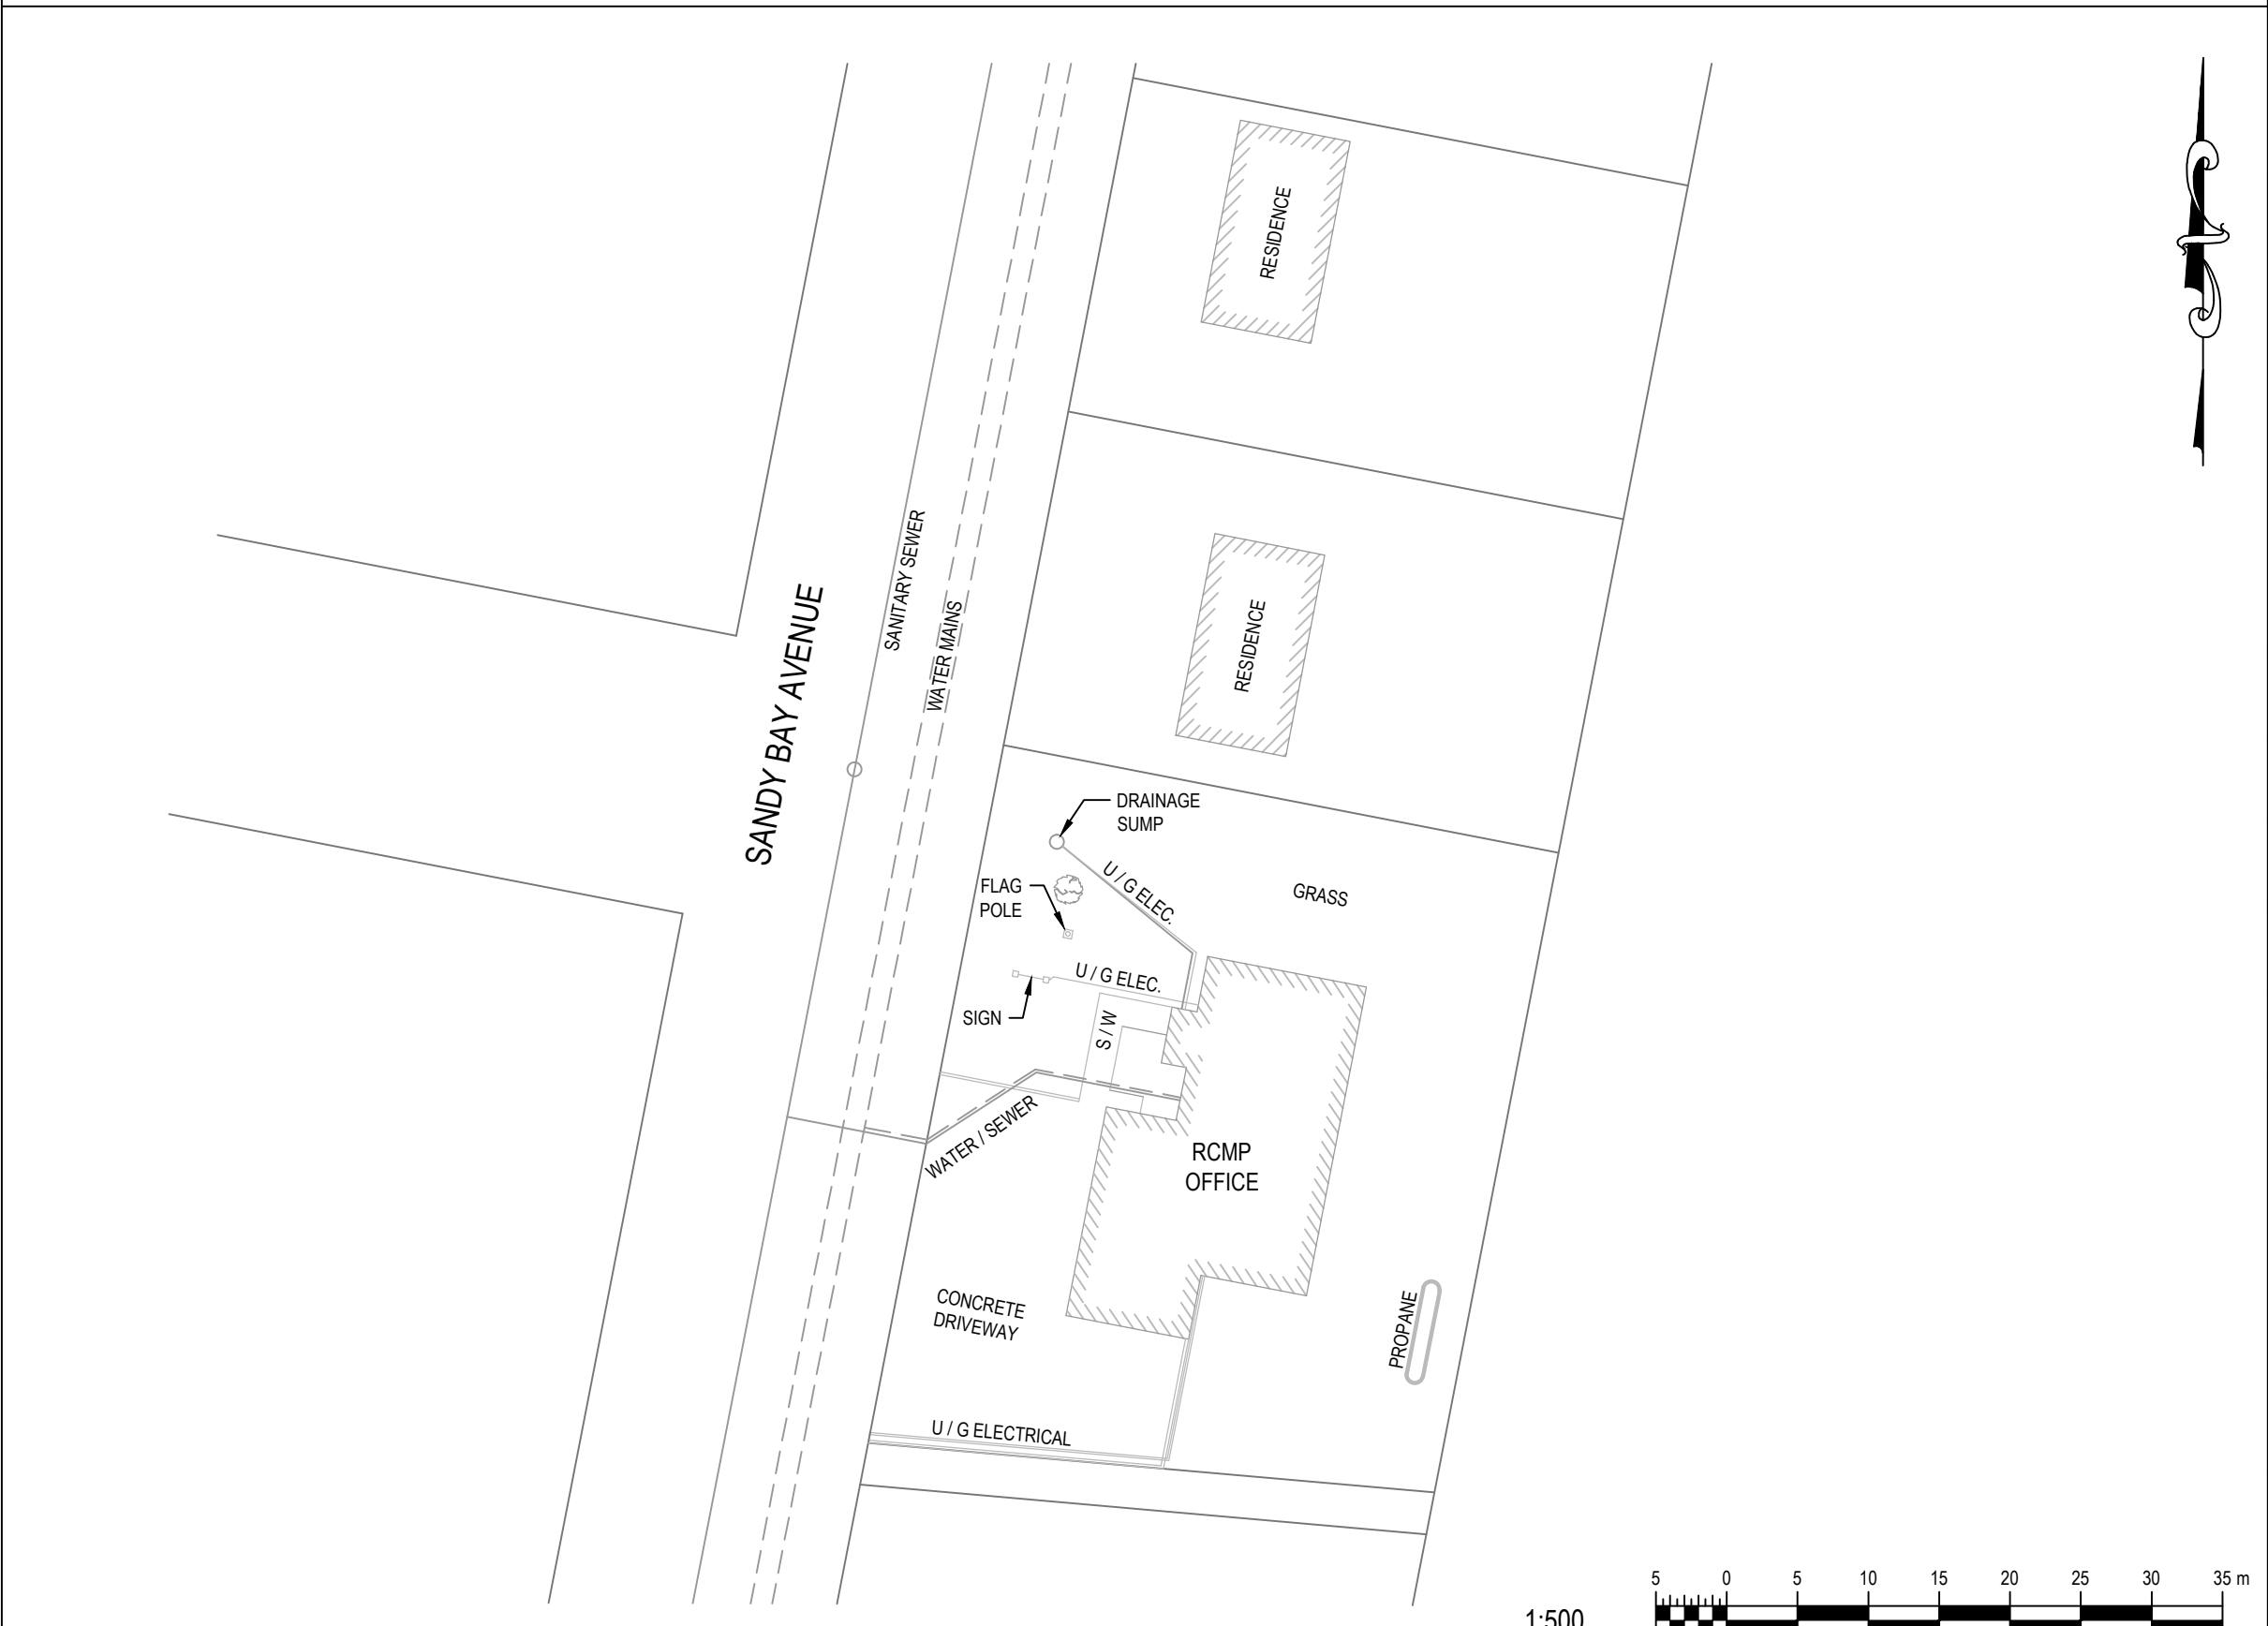 RESIDENCE
SANITARY SEWER
WATER MAINS
RESIDENCE
SANDY BAY AVENUE
DRAINAGE
SUMP
U / G ELEC.
FLAG
POLE
GRASS
U / G ELEC.
SIGN
S / W
WATER / SEWER
RCMP
OFFICE
CONCRETE
DRIVEWAY
PROPANE
U / G ELECTRICAL
5 0 5 10 15 20 25 30 35 m
1:500